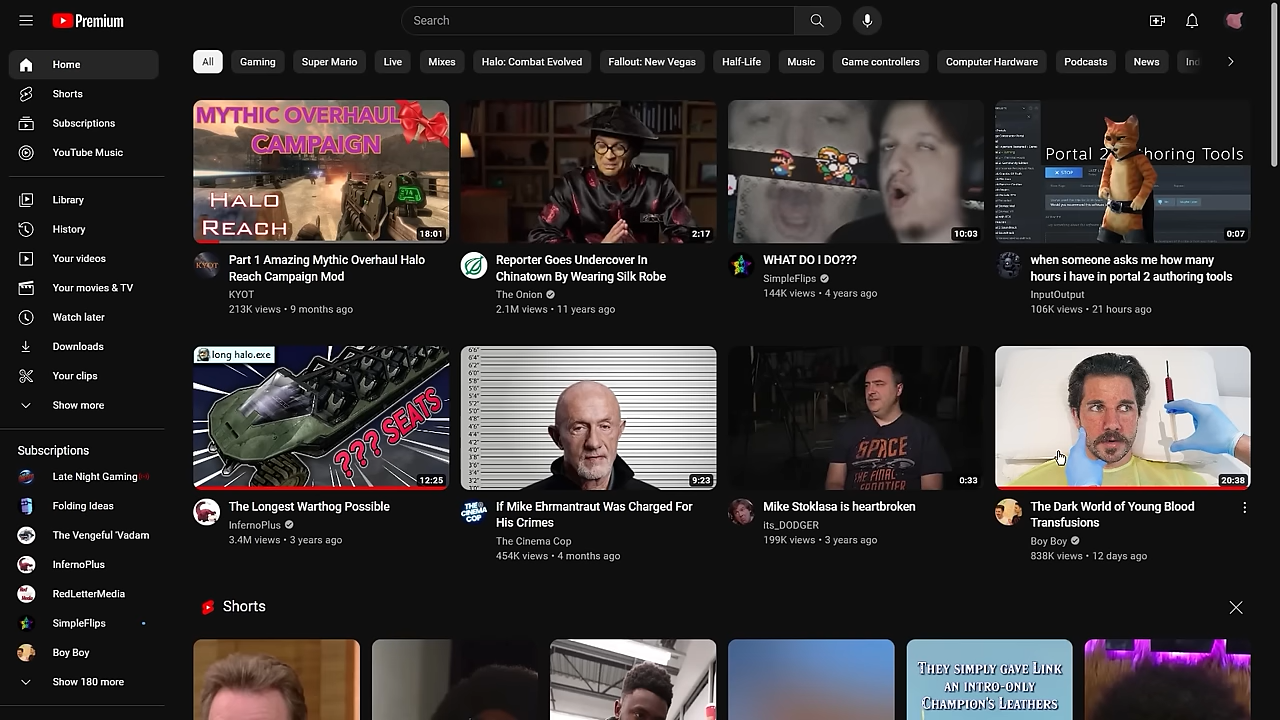 Premium
Search
Home
Shorts
Subscriptions
YouTube Music
Library
History
Your videos
Your movies & TV
Watch later
Downloads
Your clips
Show more
Subscriptions
Late Night Gaming
Folding Ideas
The Vengeful 'Vadam
InfernoPlus
RedLetterMedia
SimpleFlips
Boy Boy
Show 180 more
All
Gaming
Super Mario
Live
Mixes
Halo: Combat Evolved
Fallout: New Vegas
Half-Life
Music
Game controllers
Computer Hardware
Podcasts
News
Ind
MYTHIC OVERHAUL
CAMPAIGN
HALO
REACH
18:01
Part 1 Amazing Mythic Overhaul Halo
Reach Campaign Mod
KYOT
213K views • 9 months ago
2:17
Reporter Goes Undercover In
Chinatown By Wearing Silk Robe
The Onion
2.1M views • 11 years ago
10:03
WHAT DO I DO???
SimpleFlips
144K views • 4 years ago
Portal 2 Authoring Tools
STOP
0:07
when someone asks me how many
hours i have in portal 2 authoring tools
InputOutput
106K views • 21 hours ago
long halo.exe
??? SEATS
12:25
The Longest Warthog Possible
InfernoPlus
3.4M views • 3 years ago
9:23
THE CINEMA COP
If Mike Ehrmantraut Was Charged For
His Crimes
The Cinema Cop
454K views • 4 months ago
SPACE
THE FINAL
FRONTIER
0:33
Mike Stoklasa is heartbroken
its_DODGER
199K views • 3 years ago
20:38
The Dark World of Young Blood
Transfusions
Boy Boy
838K views • 12 days ago
Shorts
THEY SIMPLY GAVE LINK
AN INTRO-ONLY
CHAMPION'S LEATHERS